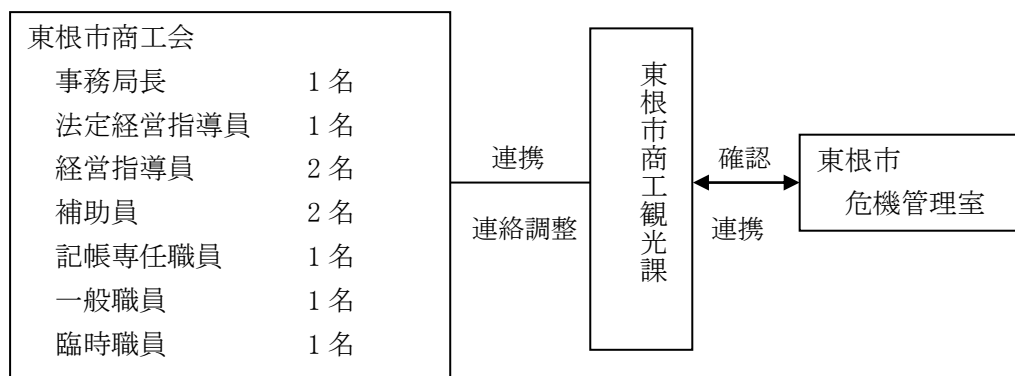 東根市商工会
事務局長 1名
法定経営指導員 1名
経営指導員 2名
補助員 2名
記帳専任職員 1名
一般職員 1名
臨時職員 1名
連携
連絡調整
東根市商工観光課
確認
連携
東根市
危機管理室